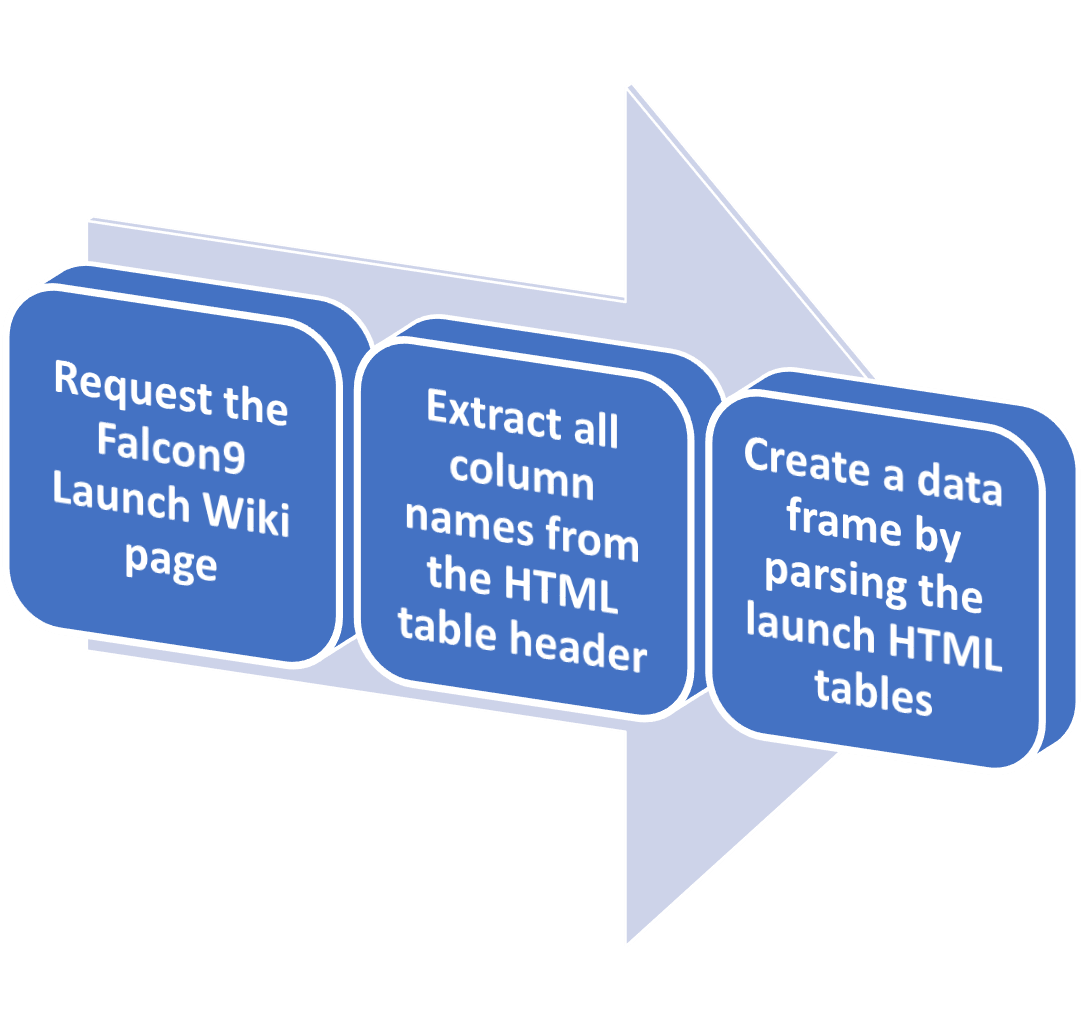 Request the
Falcon9
Launch Wiki
page
Extract all
column
names from
the HTML
table header
Create a data
frame by
parsing the
launch HTML
tables